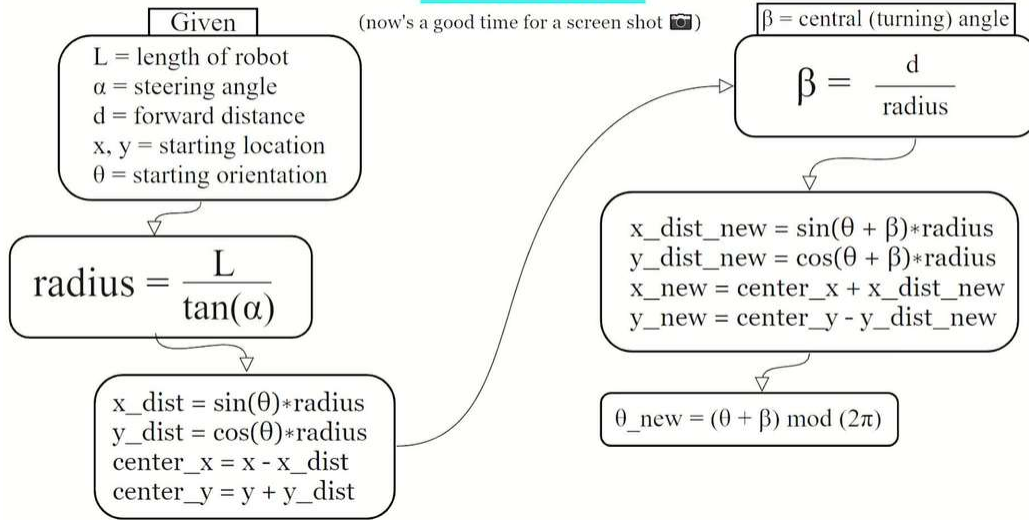 Given
L = length of robot
α = steering angle
d = forward distance
x, y = starting location
θ = starting orientation
radius = L / tan(α)
x_dist = sin(θ)*radius
y_dist = cos(θ)*radius
center_x = x - x_dist
center_y = y + y_dist
(now's a good time for a screen shot 📷)
β = central (turning) angle
β = d / radius
x_dist_new = sin(θ + β)*radius
y_dist_new = cos(θ + β)*radius
x_new = center_x + x_dist_new
y_new = center_y - y_dist_new
θ_new = (θ + β) mod (2π)